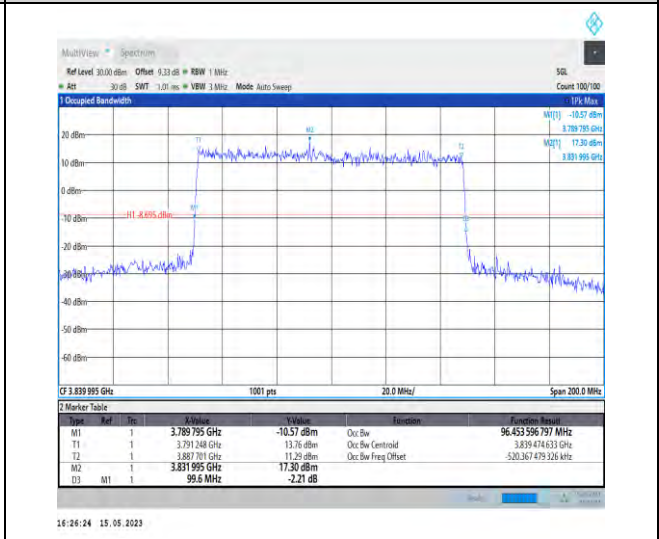 MultiView Spectrum
Ref Level 30.00 dBm Offset 9.33 dB RBW 1 MHz SGL
Att 30 dB SWT 1.01 ms VBW 3 MHz Mode Auto Sweep Count 100/100
1 Occupied Bandwidth 1Pk Max
M1[1] -10.57 dBm
3.789 795 GHz
M2[1] 17.30 dBm
3.831 995 GHz
20 dBm
T1
M2
T2
10 dBm
0 dBm
-10 dBm
M1
H1 -8.695 dBm
D3
-20 dBm
-30 dBm
-40 dBm
-50 dBm
-60 dBm
CF 3.839 995 GHz 1001 pts 20.0 MHz/ Span 200.0 MHz
2 Marker Table
Type Ref Trc X-Value Y-Value Function Function Result
M1 1 3.789 795 GHz -10.57 dBm Occ Bw 96.453 596 797 MHz
T1 1 3.791 248 GHz 13.76 dBm Occ Bw Centroid 3.839 474 633 GHz
T2 1 3.887 701 GHz 11.29 dBm Occ Bw Freq Offset -520.367 479 326 kHz
M2 1 3.831 995 GHz 17.30 dBm
D3 M1 1 99.6 MHz -2.21 dB
16:26:24 15.05.2023